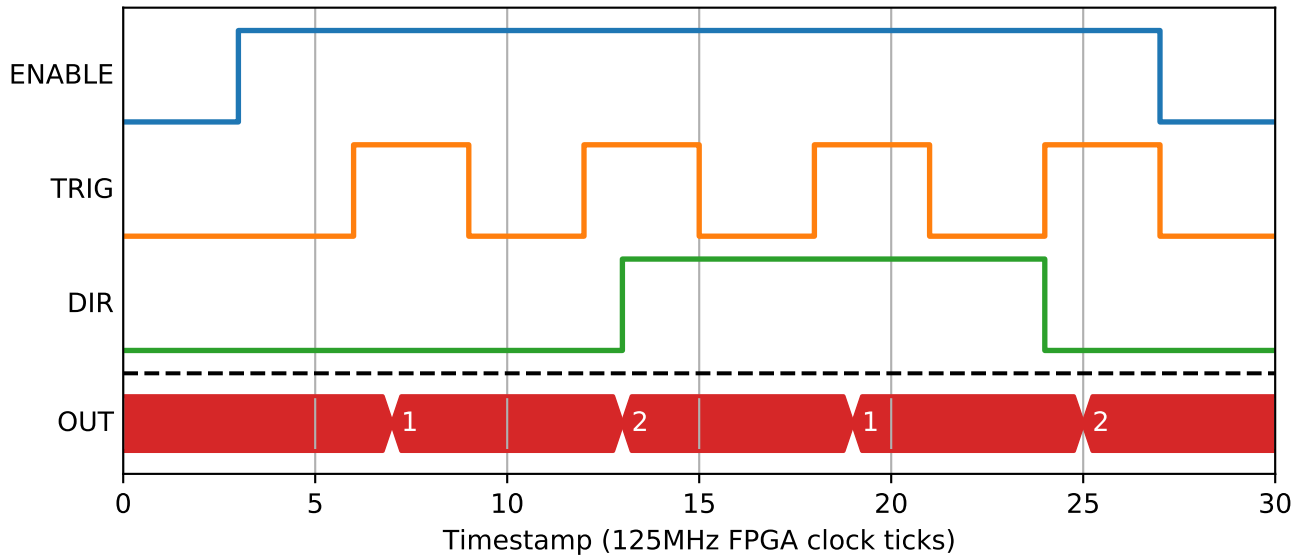 ENABLE
TRIG
DIR
OUT 1 2 1 2
0 5 10 15 20 25 30
Timestamp (125MHz FPGA clock ticks)